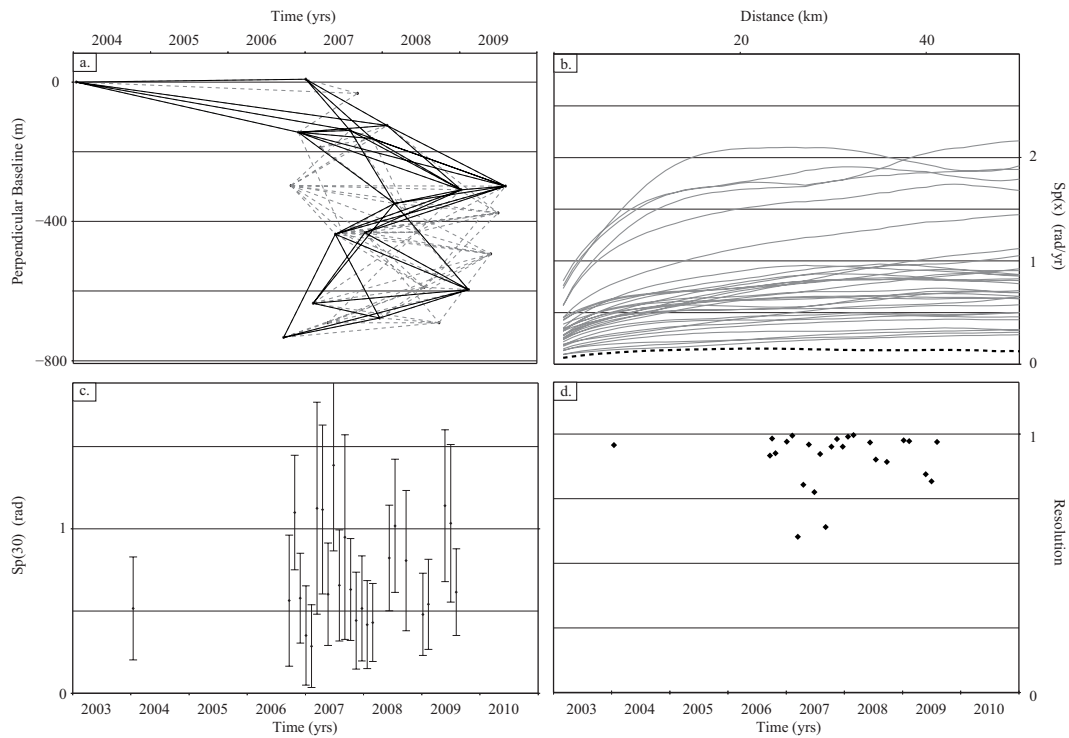 Time (yrs)
2004 2005 2006 2007 2008 2009
a.
Perpendicular Baseline (m)
0
−400
−800
Distance (km)
20 40
b.
2
1
0
Sp(x) (rad/yr)
c.
Sp(30) (rad)
1
0
2003 2004 2005 2006 2007 2008 2009 2010
Time (yrs)
d.
1
0
Resolution
2003 2004 2005 2006 2007 2008 2009 2010
Time (yrs)